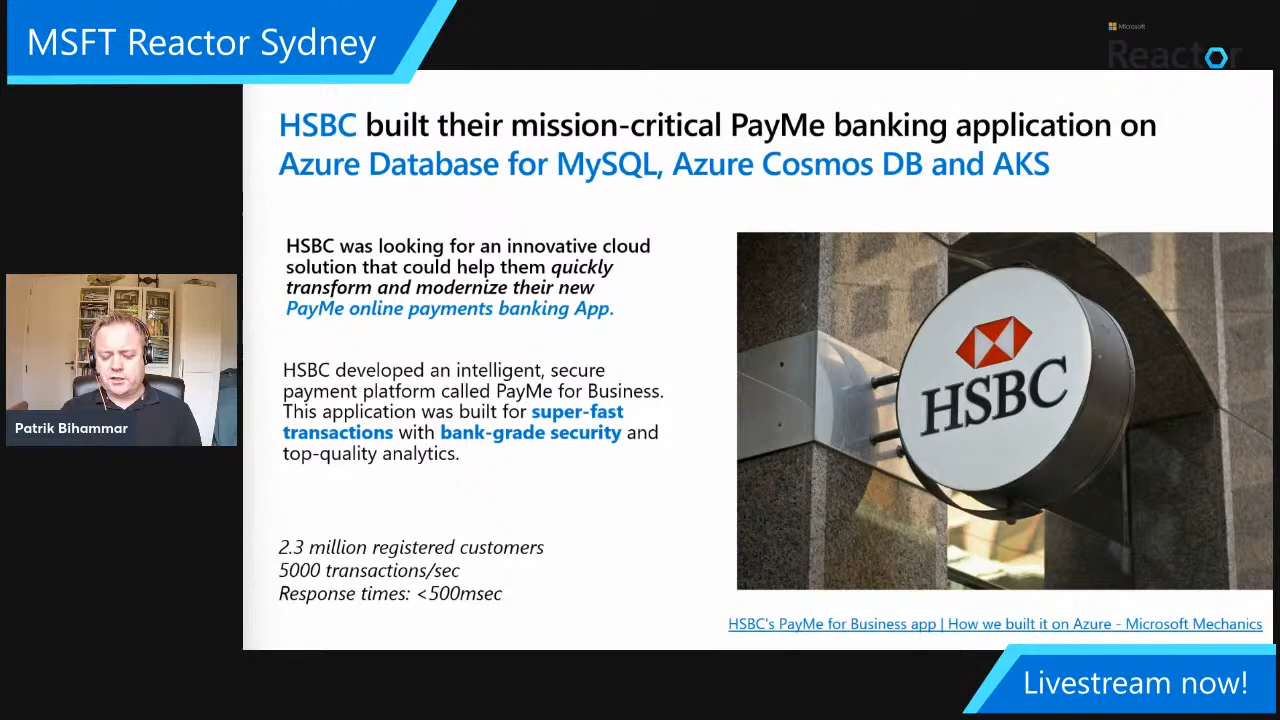 MSFT Reactor Sydney
Microsoft
Reactor
HSBC built their mission-critical PayMe banking application on
Azure Database for MySQL, Azure Cosmos DB and AKS
HSBC was looking for an innovative cloud
solution that could help them quickly
transform and modernize their new
PayMe online payments banking App.
HSBC developed an intelligent, secure
payment platform called PayMe for Business.
This application was built for super-fast
transactions with bank-grade security and
top-quality analytics.
2.3 million registered customers
5000 transactions/sec
Response times: <500msec
HSBC
HSBC's PayMe for Business app | How we built it on Azure - Microsoft Mechanics
Patrik Bihammar
Livestream now!